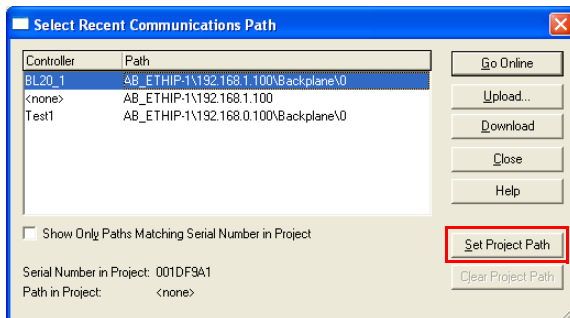 Select Recent Communications Path
Controller Path
BL20_1 AB_ETHIP-1\192.168.1.100\Backplane\0
<none> AB_ETHIP-1\192.168.1.100
Test1 AB_ETHIP-1\192.168.0.100\Backplane\0
Go Online
Upload...
Download
Close
Help
Show Only Paths Matching Serial Number in Project
Set Project Path
Serial Number in Project: 001DF9A1
Clear Project Path
Path in Project: <none>